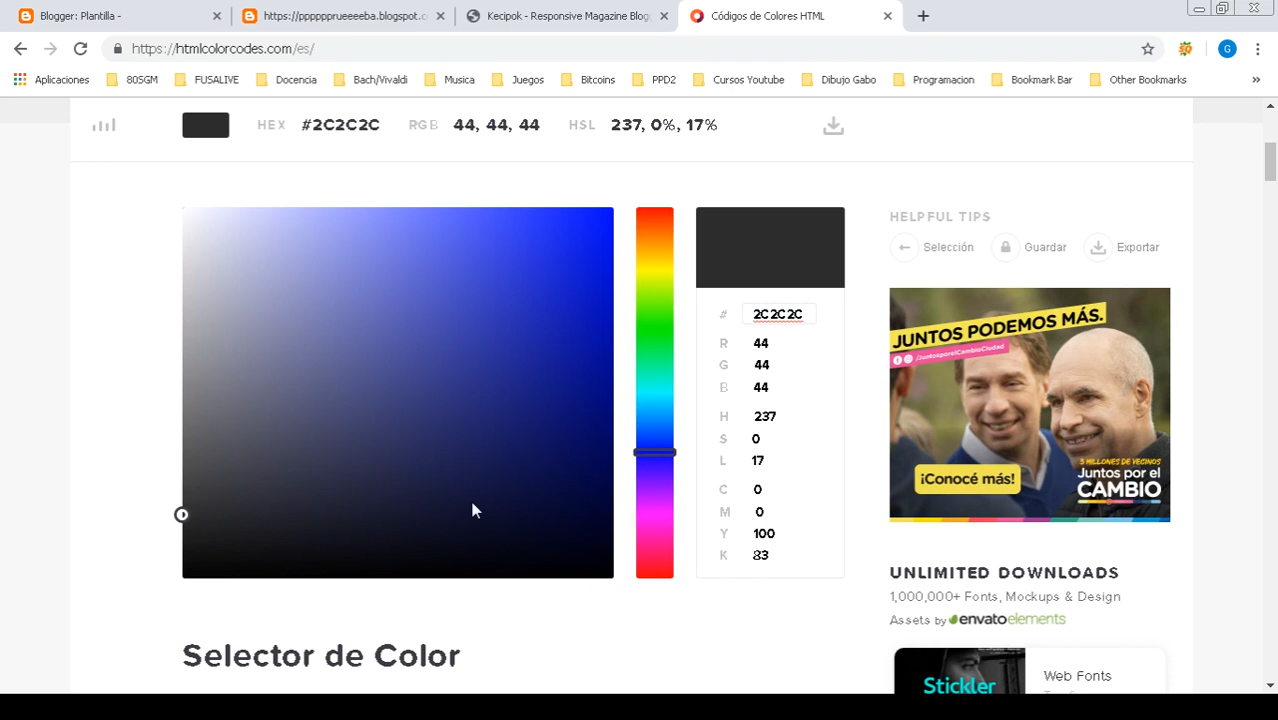 Blogger: Plantilla -
https://pppppprueeeeba.blogspot.c
Kecipok - Responsive Magazine Blog
Códigos de Colores HTML
https://htmlcolorcodes.com/es/
G
Aplicaciones
80SGM
FUSALIVE
Docencia
Bach/Vivaldi
Musica
Juegos
Bitcoins
PPD2
Cursos Youtube
Dibujo Gabo
Programacion
Bookmark Bar
Other Bookmarks
HEX #2C2C2C RGB 44, 44, 44 HSL 237, 0%, 17%
# 2C2C2C
R 44
G 44
B 44
H 237
S 0
L 17
C 0
M 0
Y 100
K 83
HELPFUL TIPS
Selección Guardar Exportar
JUNTOS PODEMOS MÁS.
/JuntosporelCambioCiudad
¡Conocé más!
5 MILLONES DE VECINOS
Juntos por el
CAMBIO
UNLIMITED DOWNLOADS
1,000,000+ Fonts, Mockups & Design
Assets by envatoelements
Stickler
Web Fonts
Selector de Color